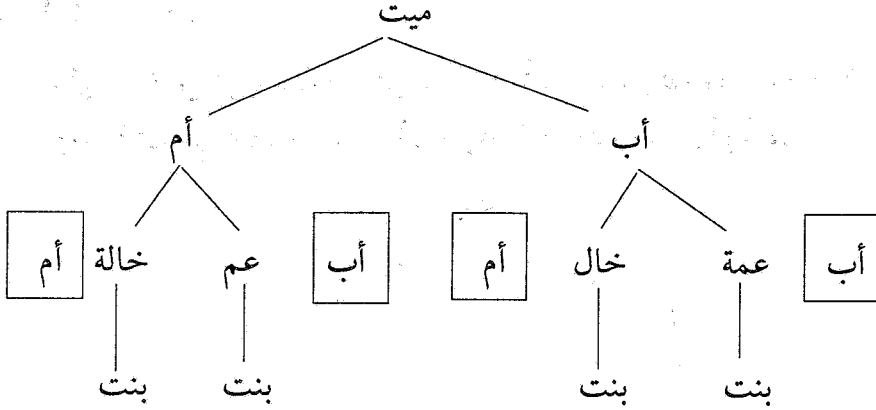 ميت
أب أم
أب عمة خال أم أب عم خالة أم
بنت بنت بنت بنت